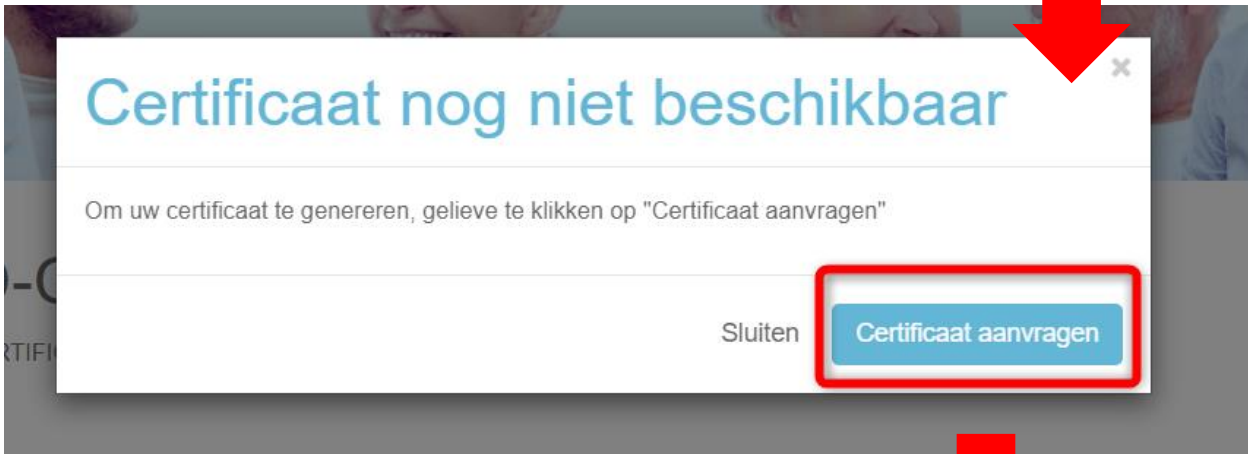 Certificaat nog niet beschikbaar
×
Om uw certificaat te genereren, gelieve te klikken op "Certificaat aanvragen"
Sluiten
Certificaat aanvragen